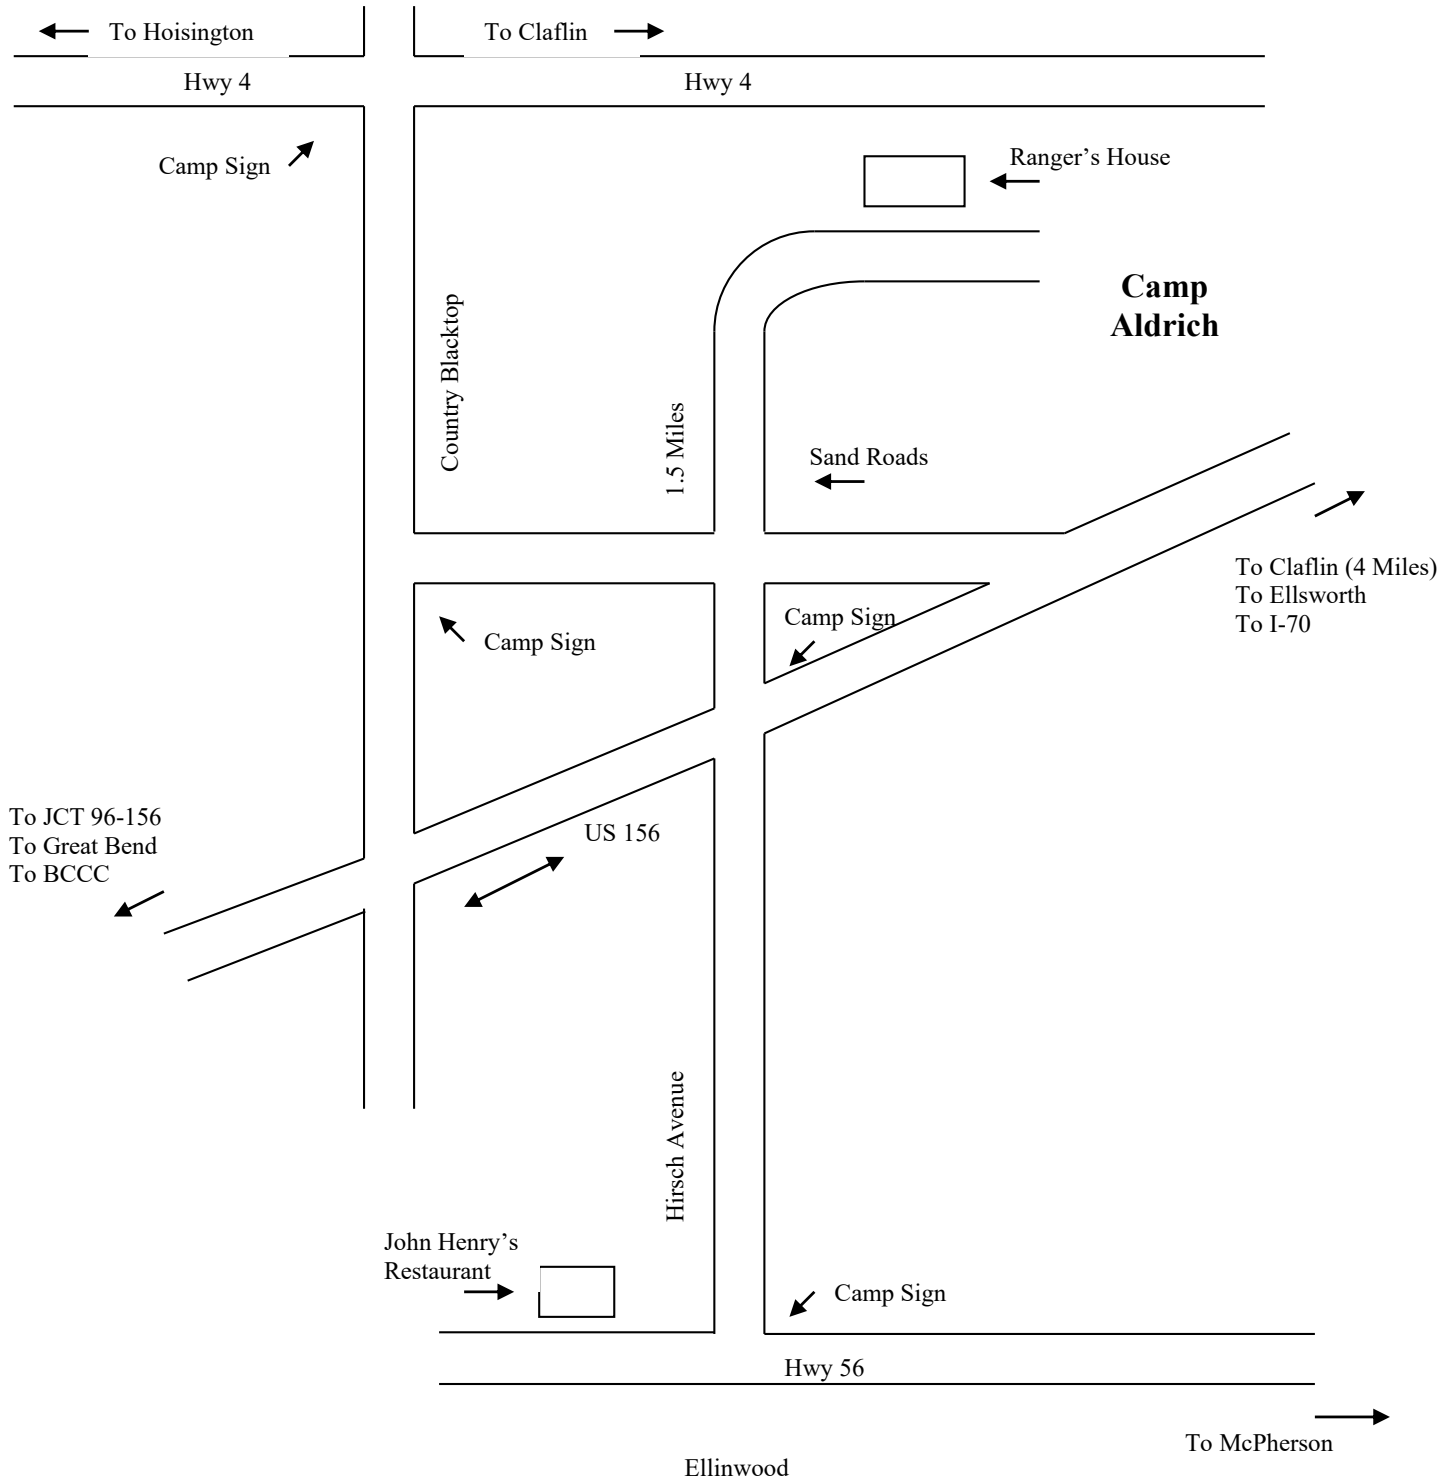 To Hoisington
To Claflin
Hwy 4
Hwy 4
Camp Sign
Ranger’s House
Camp
Aldrich
Country Blacktop
1.5 Miles
Sand Roads
To Claflin (4 Miles)
To Ellsworth
To I-70
Camp Sign
Camp Sign
To JCT 96-156
To Great Bend
To BCCC
US 156
Hirsch Avenue
John Henry’s
Restaurant
Camp Sign
Hwy 56
To McPherson
Ellinwood